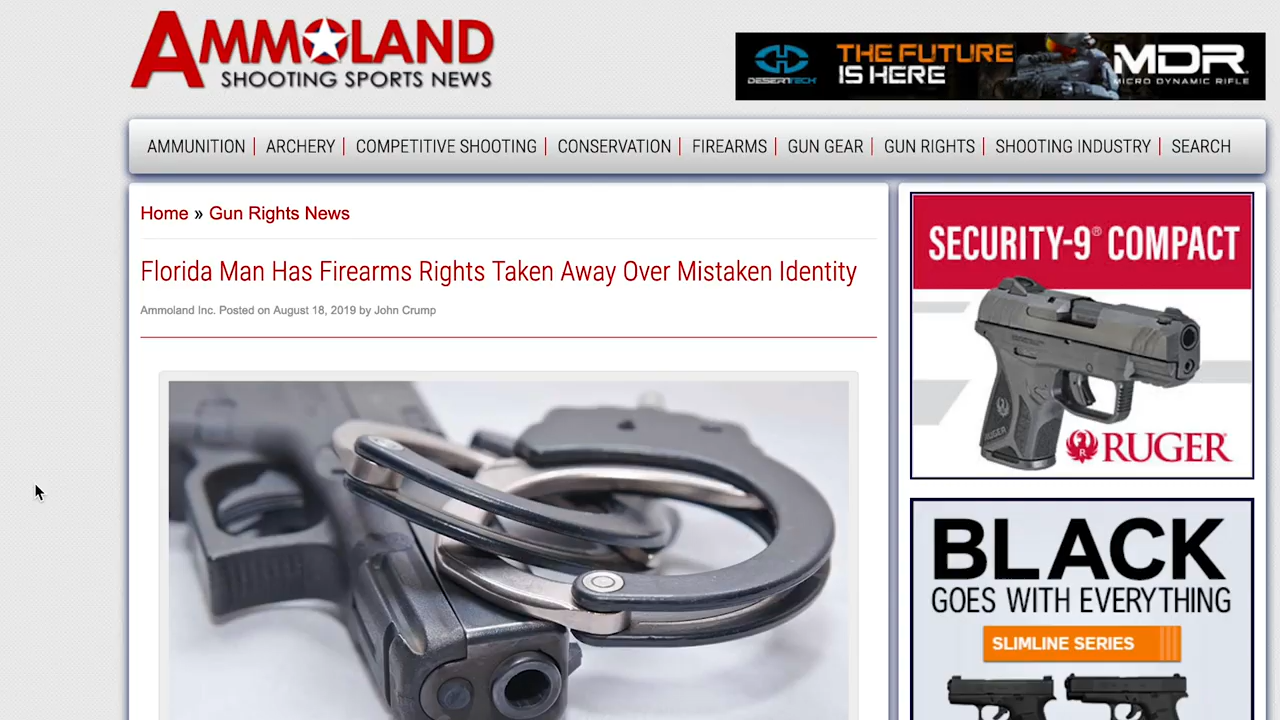 AMMOLAND
SHOOTING SPORTS NEWS
DESERTTECH
THE FUTURE
IS HERE
MDR
MICRO DYNAMIC RIFLE
AMMUNITION
ARCHERY
COMPETITIVE SHOOTING
CONSERVATION
FIREARMS
GUN GEAR
GUN RIGHTS
SHOOTING INDUSTRY
SEARCH
Home » Gun Rights News
Florida Man Has Firearms Rights Taken Away Over Mistaken Identity
Ammoland Inc. Posted on August 18, 2019 by John Crump
SECURITY-9® COMPACT
RUGER
R
RUGER
BLACK
GOES WITH EVERYTHING
SLIMLINE SERIES